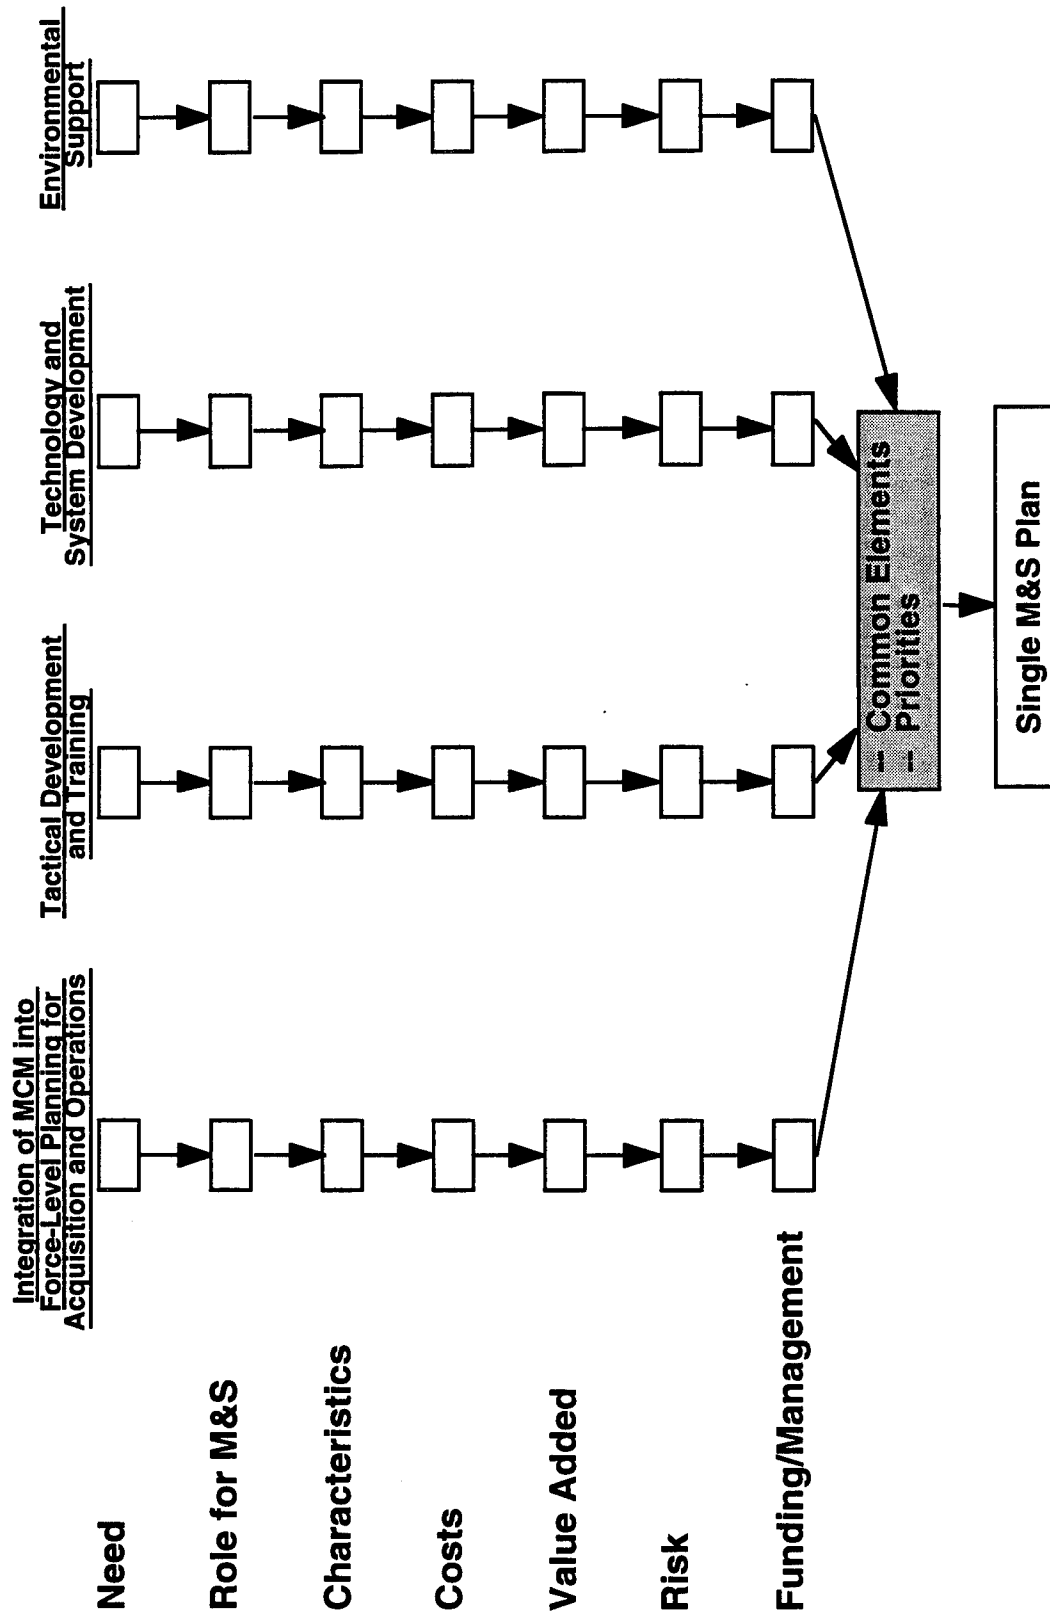 Integration of MCM into
Force-Level Planning for
Acquisition and Operations
Tactical Development
and Training
Technology and
System Development
Environmental
Support
Need
Role for M&S
Characteristics
Costs
Value Added
Risk
Funding/Management
-- Common Elements
-- Priorities
Single M&S Plan